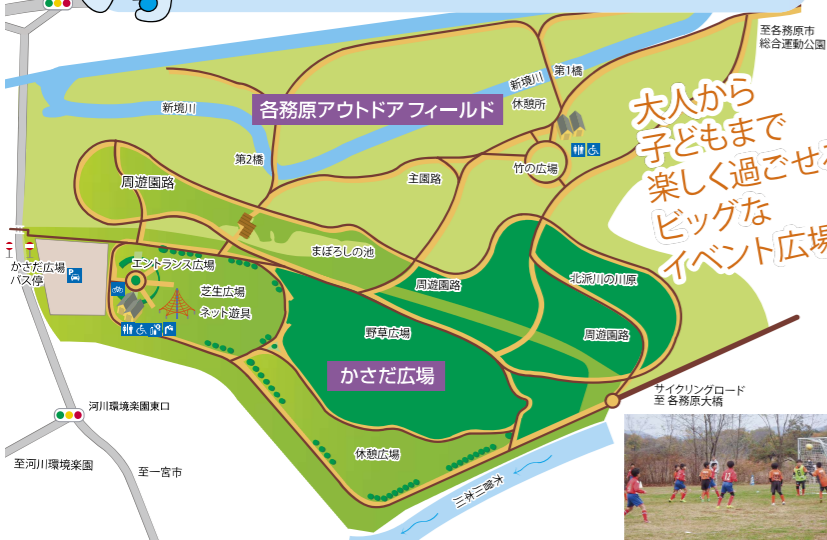 至各務原市
総合運動公園
第1橋
新境川
休憩所
各務原アウトドアフィールド
新境川
大人から
子どもまで
楽しく過ごせる
ビッグな
イベント広場
第2橋
竹の広場
主園路
周遊園路
まぼろしの池
エントランス広場
かさだ広場
バス停
P
芝生広場
ネット遊具
周遊園路
北派川の川原
野草広場
周遊園路
かさだ広場
サイクリングロード
至 各務原大橋
河川環境楽園東口
休憩広場
至河川環境楽園
至一宮市
木曽川本川